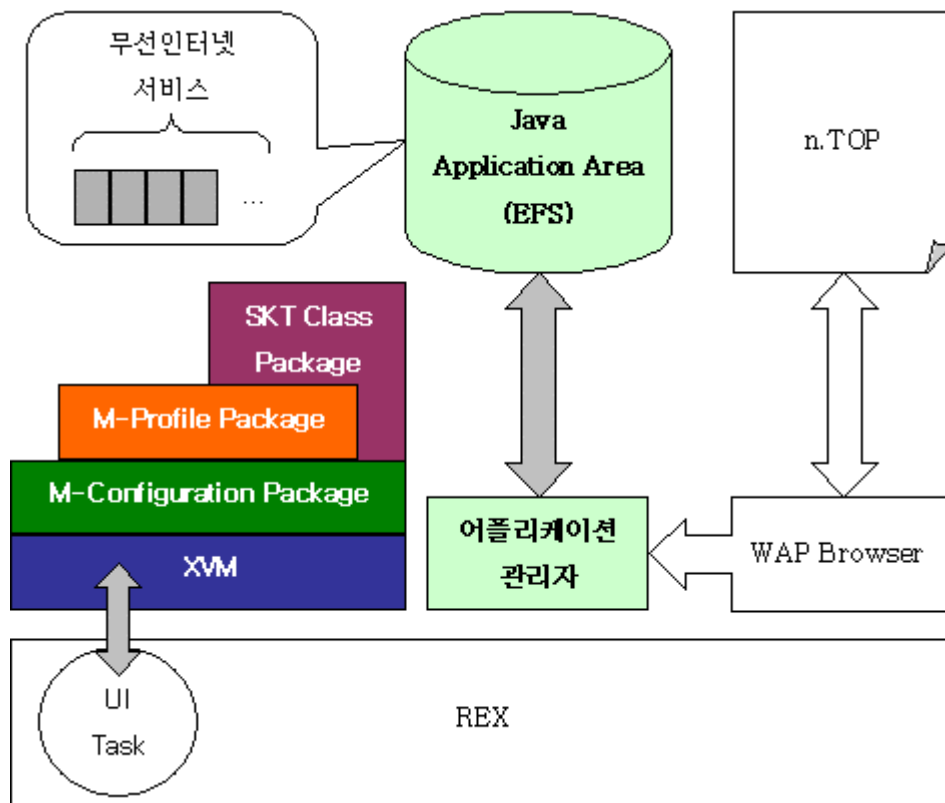 무선인터넷
서비스
...
Java
Application Area
(EFS)
n.TOP
SKT Class
Package
M-Profile Package
M-Configuration Package
XVM
어플리케이션
관리자
WAP Browser
UI
Task
REX